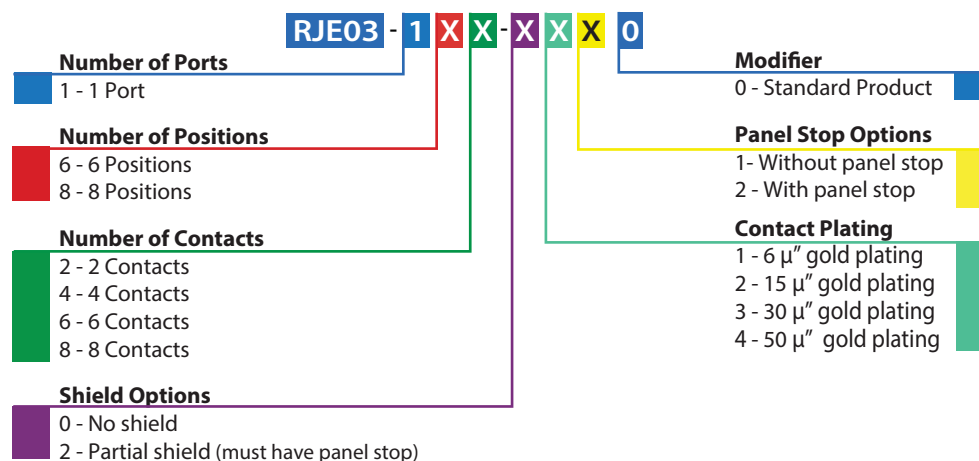 RJE03 - 1 X X - X X X 0
Number of Ports
1 - 1 Port
Number of Positions
6 - 6 Positions
8 - 8 Positions
Number of Contacts
2 - 2 Contacts
4 - 4 Contacts
6 - 6 Contacts
8 - 8 Contacts
Shield Options
0 - No shield
2 - Partial shield (must have panel stop)
Modifier
0 - Standard Product
Panel Stop Options
1- Without panel stop
2 - With panel stop
Contact Plating
1 - 6 µ” gold plating
2 - 15 µ” gold plating
3 - 30 µ” gold plating
4 - 50 µ” gold plating